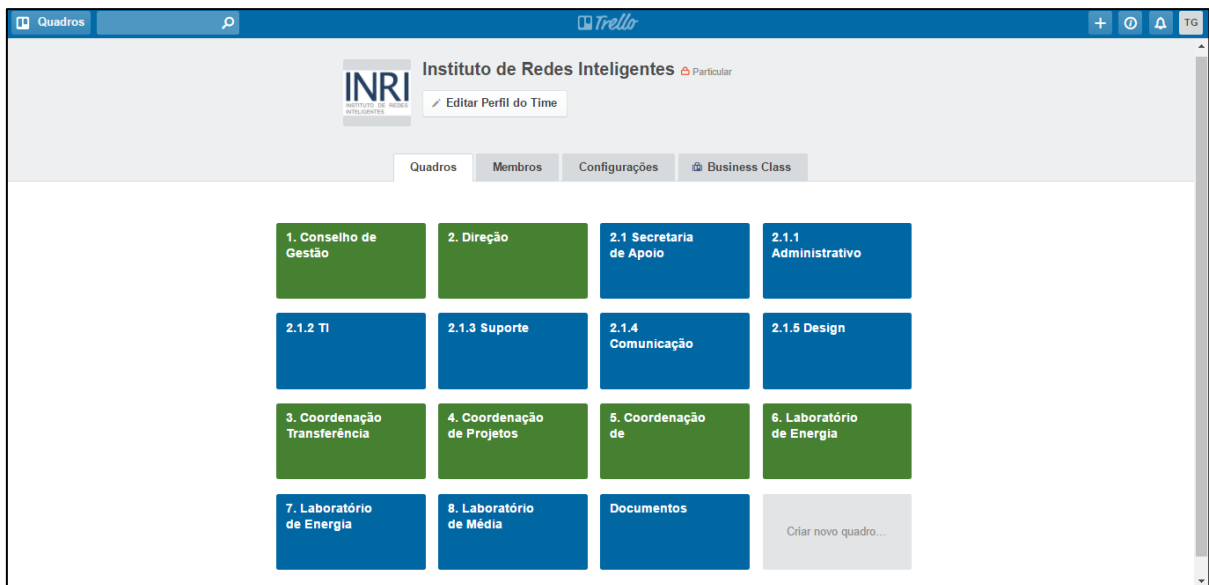 Quadros
Trello
TG
INRI
INSTITUTO DE REDES
INTELIGENTES
Instituto de Redes Inteligentes Particular
Editar Perfil do Time
Quadros Membros Configurações Business Class
1. Conselho de
Gestão
2. Direção
2.1 Secretaria
de Apoio
2.1.1
Administrativo
2.1.2 TI
2.1.3 Suporte
2.1.4
Comunicação
2.1.5 Design
3. Coordenação
Transferência
4. Coordenação
de Projetos
5. Coordenação
de
6. Laboratório
de Energia
7. Laboratório
de Energia
8. Laboratório
de Média
Documentos
Criar novo quadro...